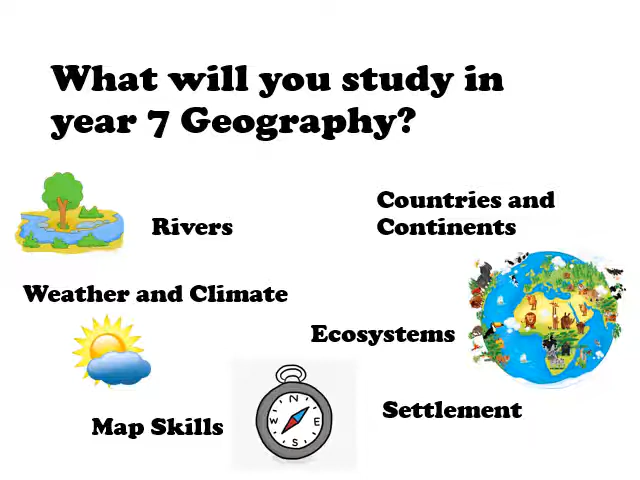 What will you study in
year 7 Geography?
Countries and
Continents
Rivers
Weather and Climate
Ecosystems
Settlement
Map Skills
N
W E
S